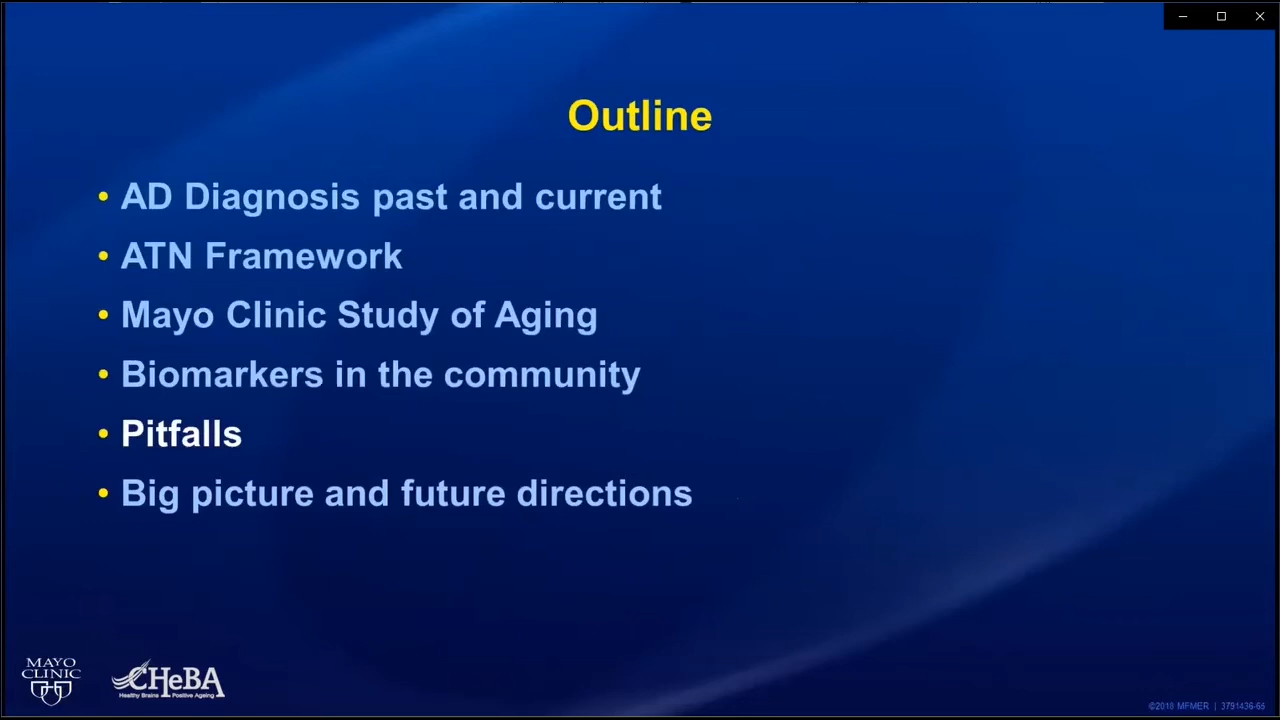 Outline
• AD Diagnosis past and current
• ATN Framework
• Mayo Clinic Study of Aging
• Biomarkers in the community
• Pitfalls
• Big picture and future directions
MAYO
CLINIC
CHeBA
Healthy Brains Positive Ageing
©2018 MFMER | 3791436-65